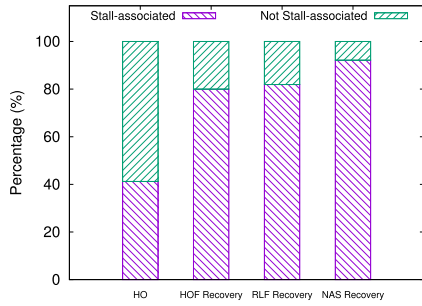 Stall-associated Not Stall-associated
100
80
60
40
20
0
Percentage (%)
HO HOF Recovery RLF Recovery NAS Recovery